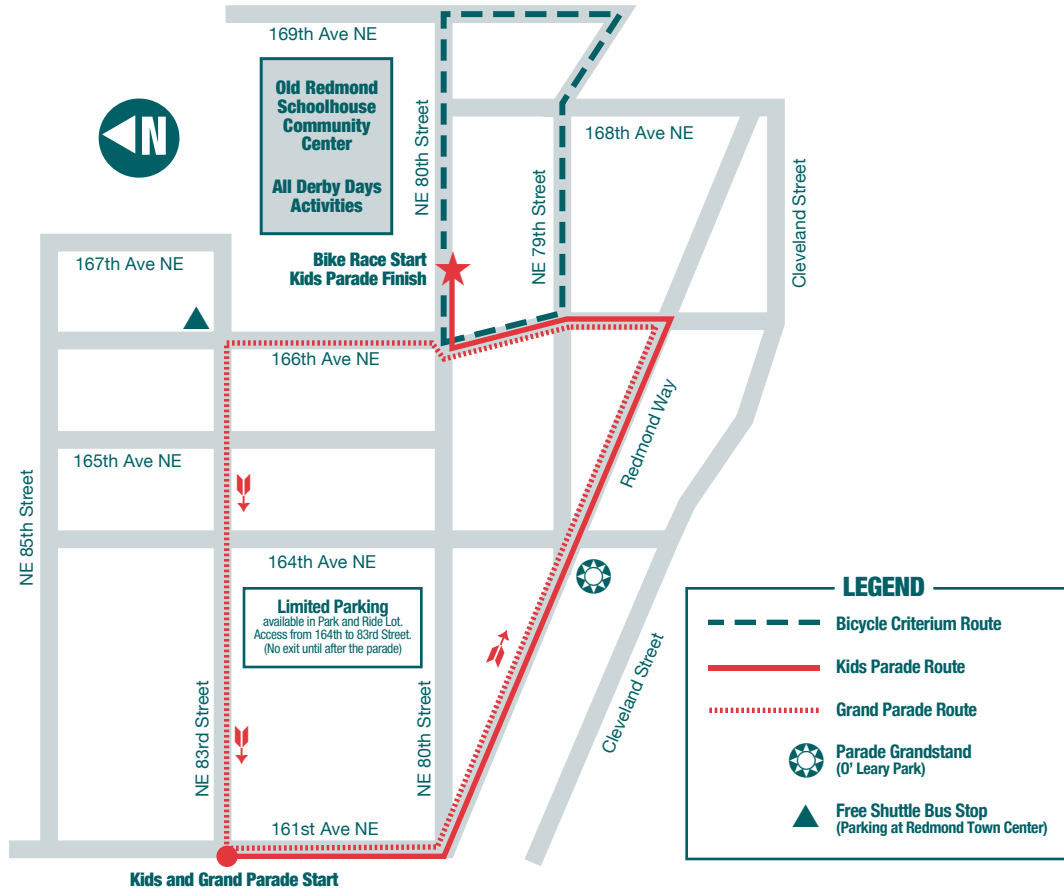 169th Ave NE
Old Redmond
Schoolhouse
Community
Center
All Derby Days
Activities
N
NE 80th Street
168th Ave NE
NE 79th Street
Cleveland Street
167th Ave NE
Bike Race Start
Kids Parade Finish
166th Ave NE
Redmond Way
165th Ave NE
NE 85th Street
164th Ave NE
Limited Parking
available in Park and Ride Lot.
Access from 164th to 83rd Street.
(No exit until after the parade)
NE 83rd Street
NE 80th Street
Cleveland Street
161st Ave NE
Kids and Grand Parade Start
LEGEND
Bicycle Criterium Route
Kids Parade Route
Grand Parade Route
Parade Grandstand
(O' Leary Park)
Free Shuttle Bus Stop
(Parking at Redmond Town Center)